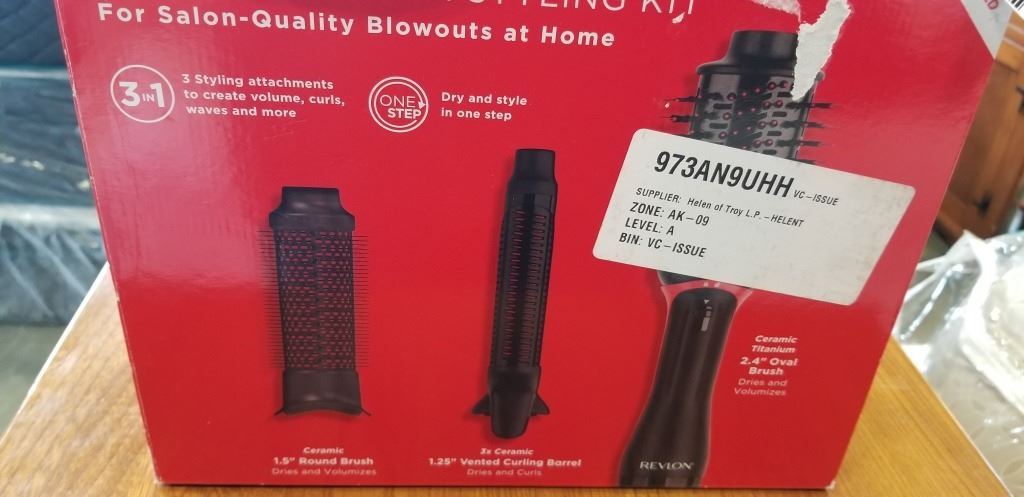 STYLING KIT
For Salon-Quality Blowouts at Home
3IN1
3 Styling attachments
to create volume, curls,
waves and more
ONE
STEP
Dry and style
in one step
973AN9UHH VC-ISSUE
SUPPLIER: Helen of Troy L.P. -HELENT
ZONE: AK-09
LEVEL: A
BIN: VC-ISSUE
Ceramic
1.5" Round Brush
Dries and Volumizes
3x Ceramic
1.25" Vented Curling Barrel
Dries and Curls
Ceramic
Titanium
2.4" Oval
Brush
Dries and
Volumizes
REVLON